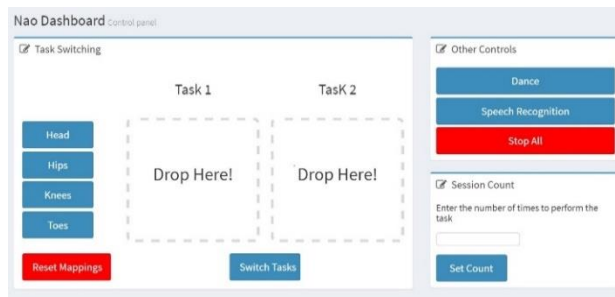 Nao Dashboard Control panel
Task Switching
Task 1
TasK 2
Head
Hips
Knees
Toes
Drop Here!
Drop Here!
Reset Mappings
Switch Tasks
Other Controls
Dance
Speech Recognition
Stop All
Session Count
Enter the number of times to perform the
task
Set Count